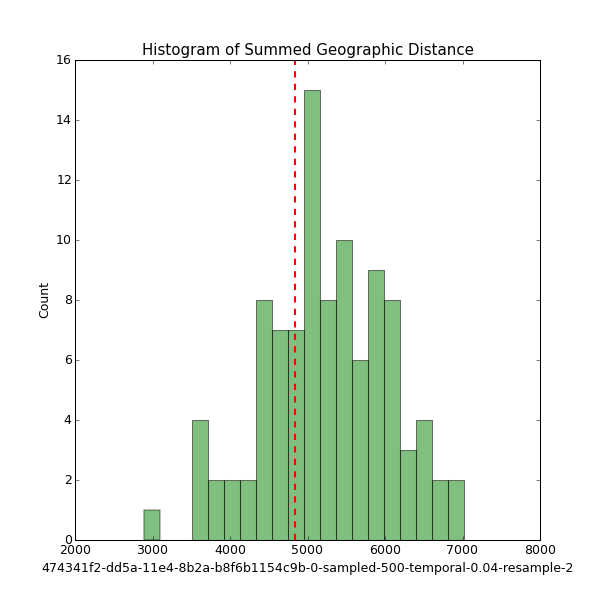 Histogram of Summed Geographic Distance
16
14
12
10
8
6
4
2
0
Count
2000 3000 4000 5000 6000 7000 8000
474341f2-dd5a-11e4-8b2a-b8f6b1154c9b-0-sampled-500-temporal-0.04-resample-2